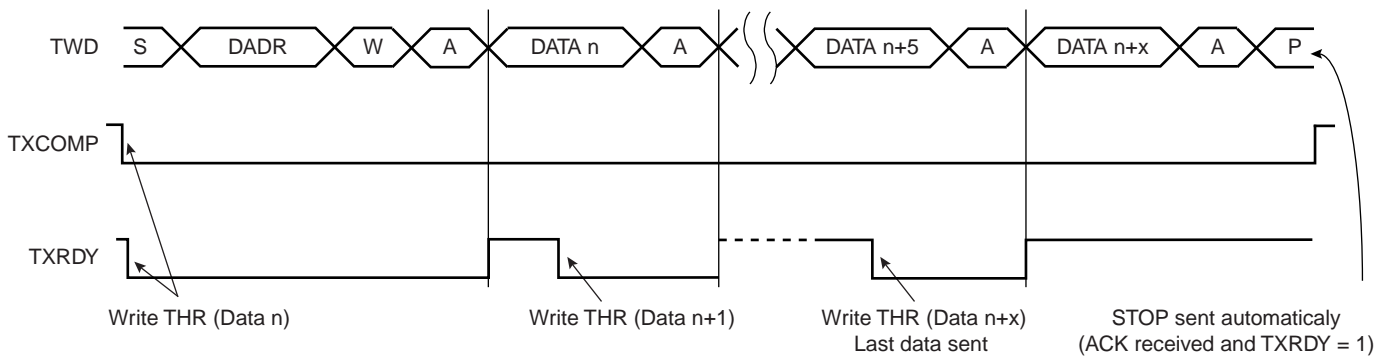 TWD S DADR W A DATA n A DATA n+5 A DATA n+x A P
TXCOMP
TXRDY
Write THR (Data n)
Write THR (Data n+1)
Write THR (Data n+x)
Last data sent
STOP sent automaticaly
(ACK received and TXRDY = 1)